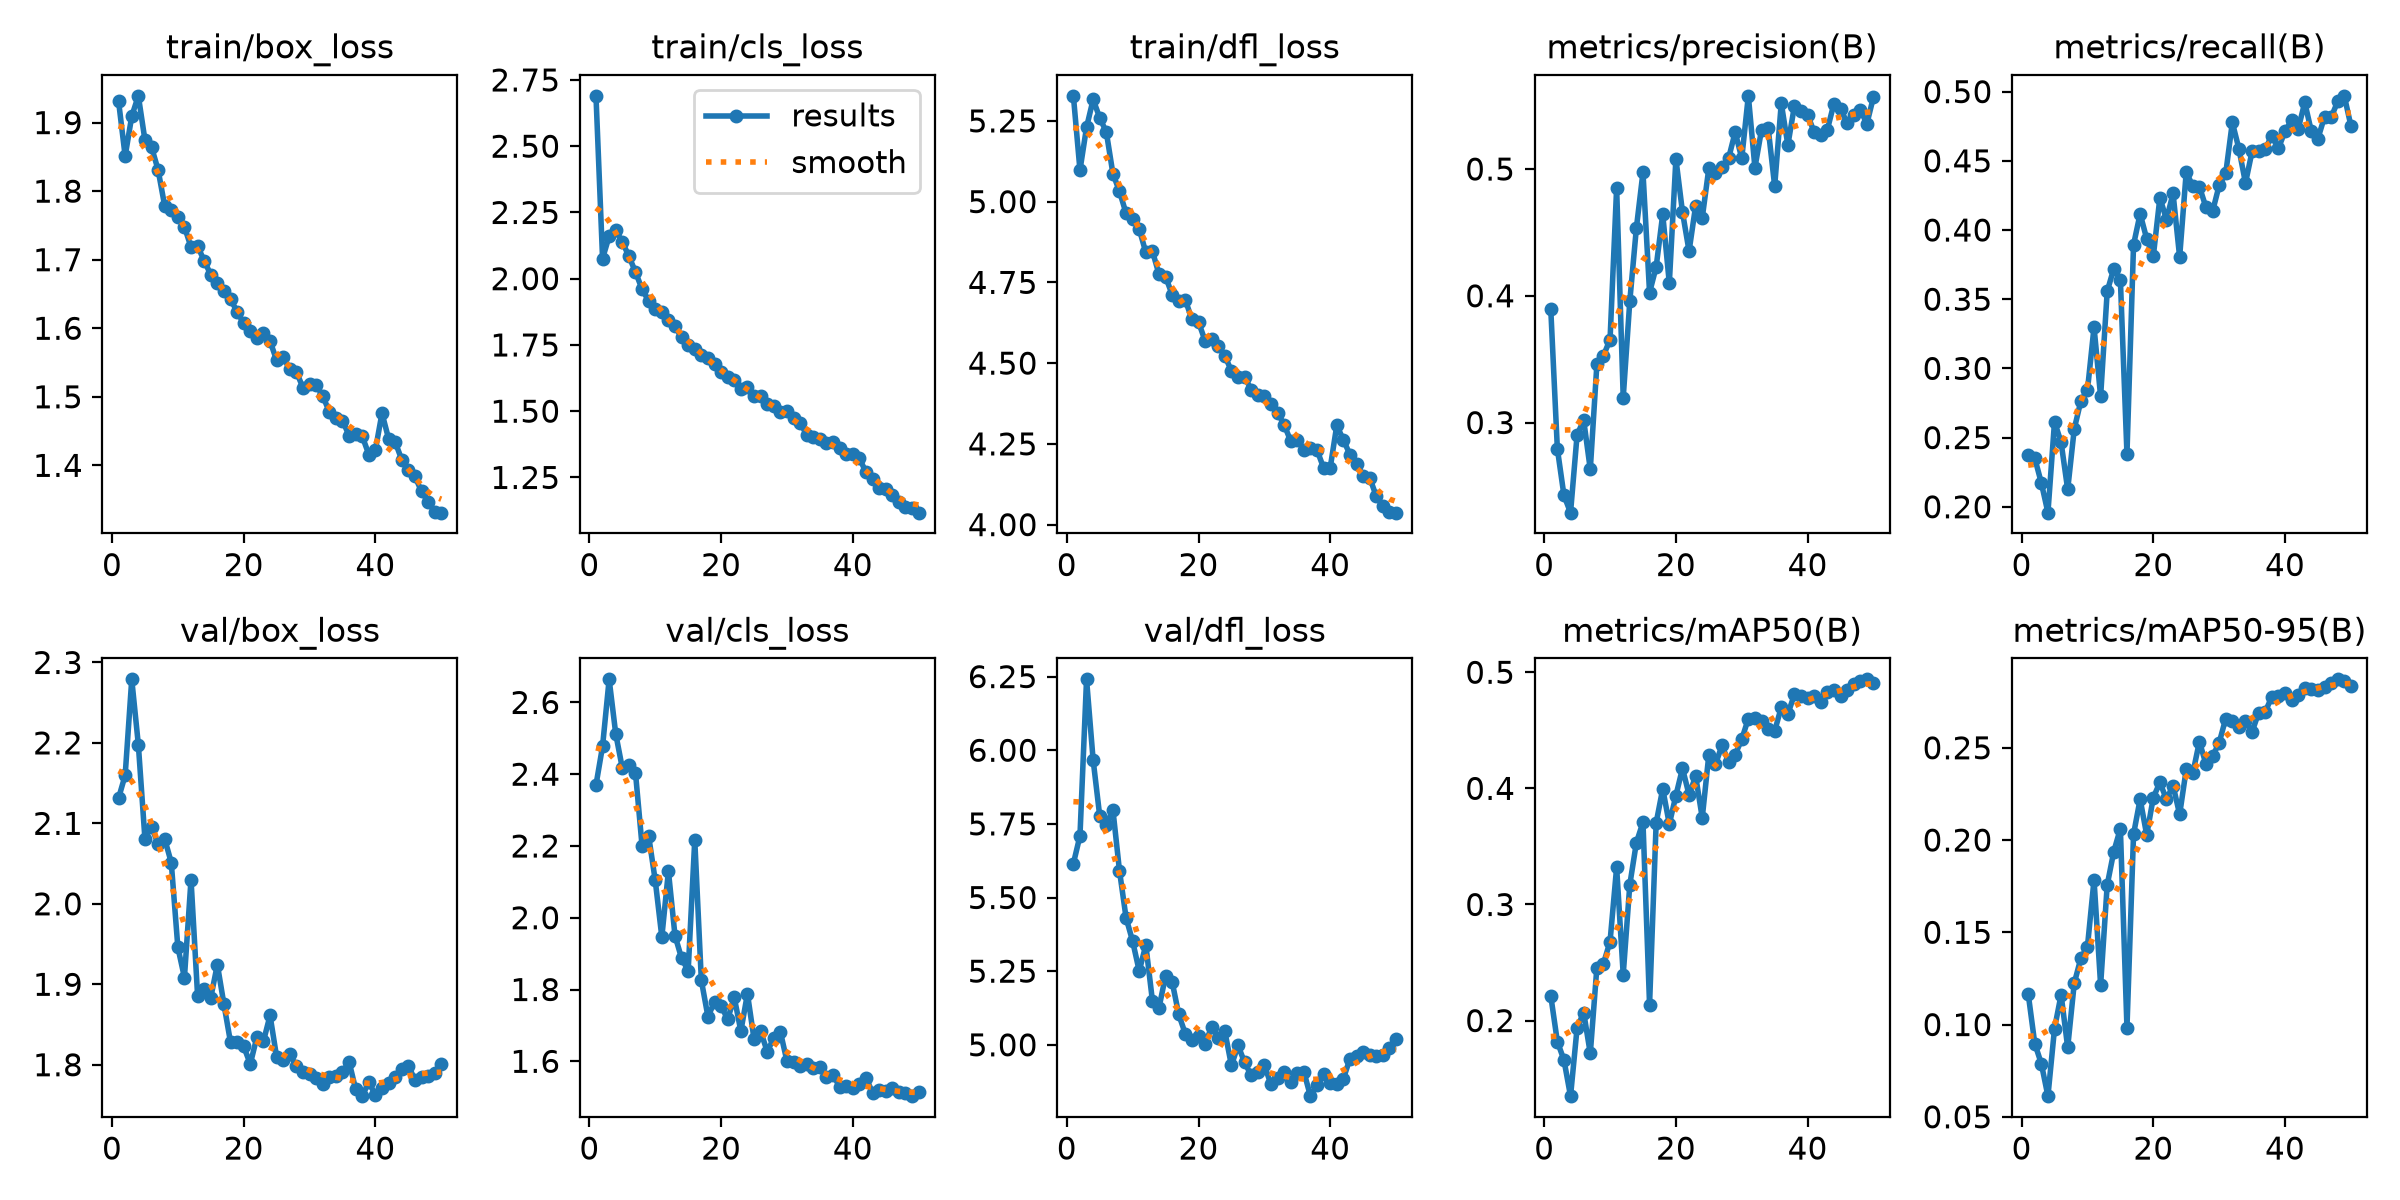 train/box_loss
train/cls_loss
train/dfl_loss
metrics/precision(B)
metrics/recall(B)
1.9
1.8
1.7
1.6
1.5
1.4
0 20 40
2.75
2.50
2.25
2.00
1.75
1.50
1.25
results
smooth
0 20 40
5.25
5.00
4.75
4.50
4.25
4.00
0 20 40
0.5
0.4
0.3
0 20 40
0.50
0.45
0.40
0.35
0.30
0.25
0.20
0 20 40
val/box_loss
val/cls_loss
val/dfl_loss
metrics/mAP50(B)
metrics/mAP50-95(B)
2.3
2.2
2.1
2.0
1.9
1.8
0 20 40
2.6
2.4
2.2
2.0
1.8
1.6
0 20 40
6.25
6.00
5.75
5.50
5.25
5.00
0 20 40
0.5
0.4
0.3
0.2
0 20 40
0.25
0.20
0.15
0.10
0.05
0 20 40